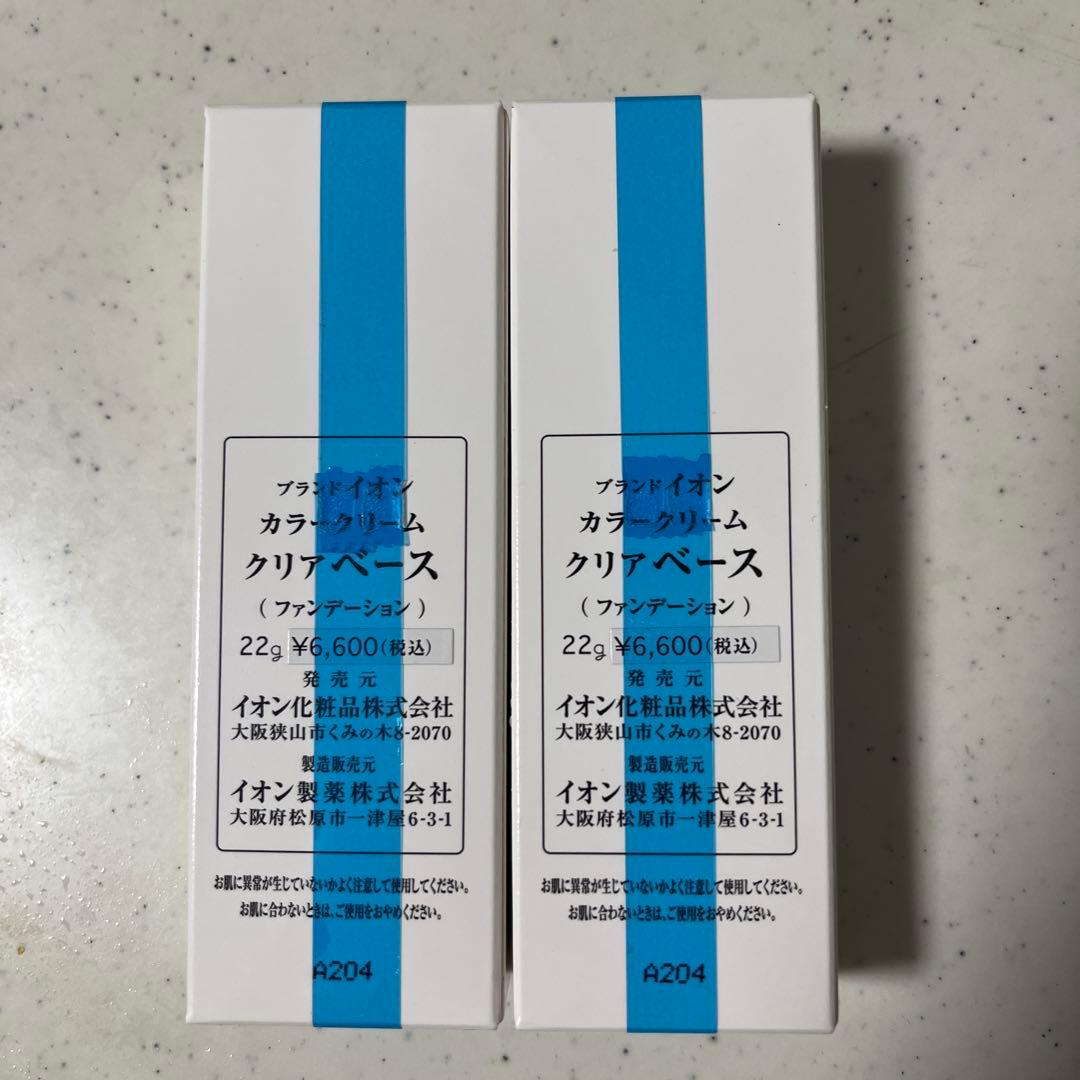 ブランドイオン
カラークリーム
クリアベース
(ファンデーション)
22g ¥6,600(税込)
発売元
イオン化粧品株式会社
大阪狭山市くみの木8-2070
製造販売元
イオン製薬株式会社
大阪府松原市一津屋6-3-1
お肌に異常が生じていないかよく注意して使用してください。
お肌に合わないときは、ご使用をおやめください。
A204
ブランドイオン
カラークリーム
クリアベース
(ファンデーション)
22g ¥6,600(税込)
発売元
イオン化粧品株式会社
大阪狭山市くみの木8-2070
製造販売元
イオン製薬株式会社
大阪府松原市一津屋6-3-1
お肌に異常が生じていないかよく注意して使用してください。
お肌に合わないときは、ご使用をおやめください。
A204